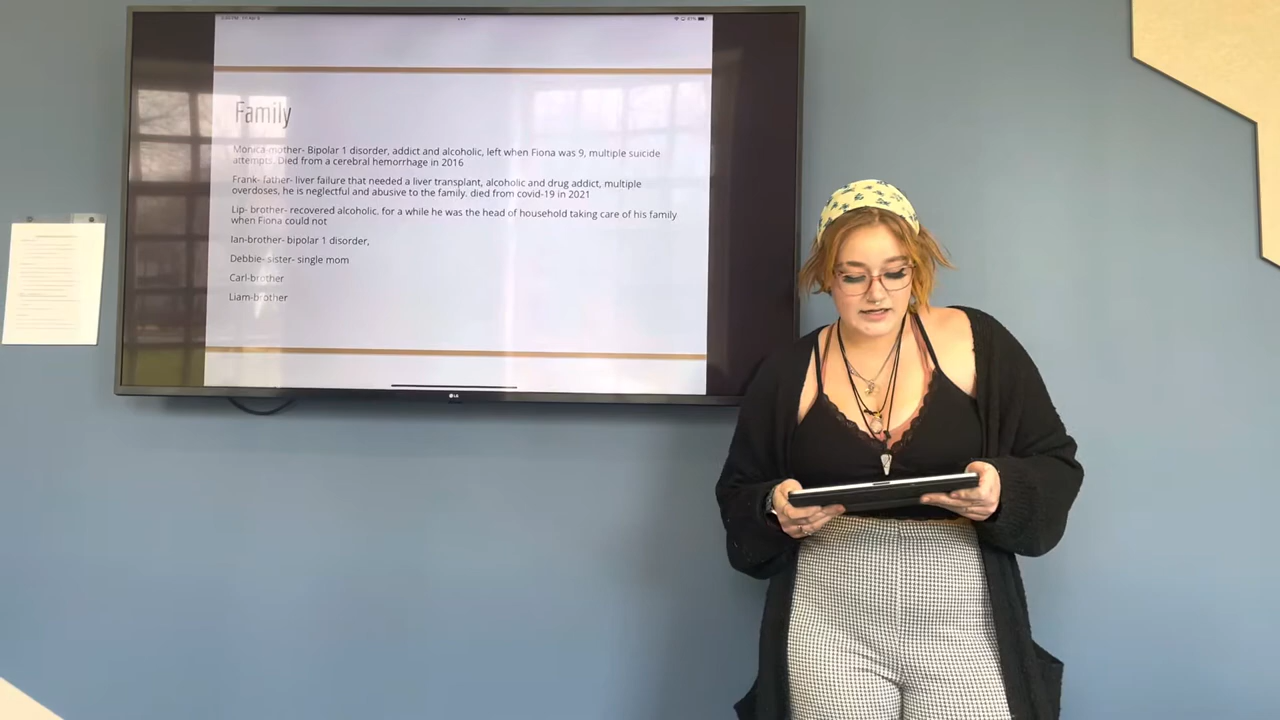 Family
Monica-mother- Bipolar 1 disorder, addict and alcoholic, left when Fiona was 9, multiple suicide
attempts. Died from a cerebral hemorrhage in 2016
Frank- father- liver failure that needed a liver transplant, alcoholic and drug addict, multiple
overdoses, he is neglectful and abusive to the family. died from covid-19 in 2021
Lip- brother- recovered alcoholic. for a while he was the head of household taking care of his family
when Fiona could not
Ian-brother- bipolar 1 disorder,
Debbie- sister- single mom
Carl-brother
Liam-brother
LG